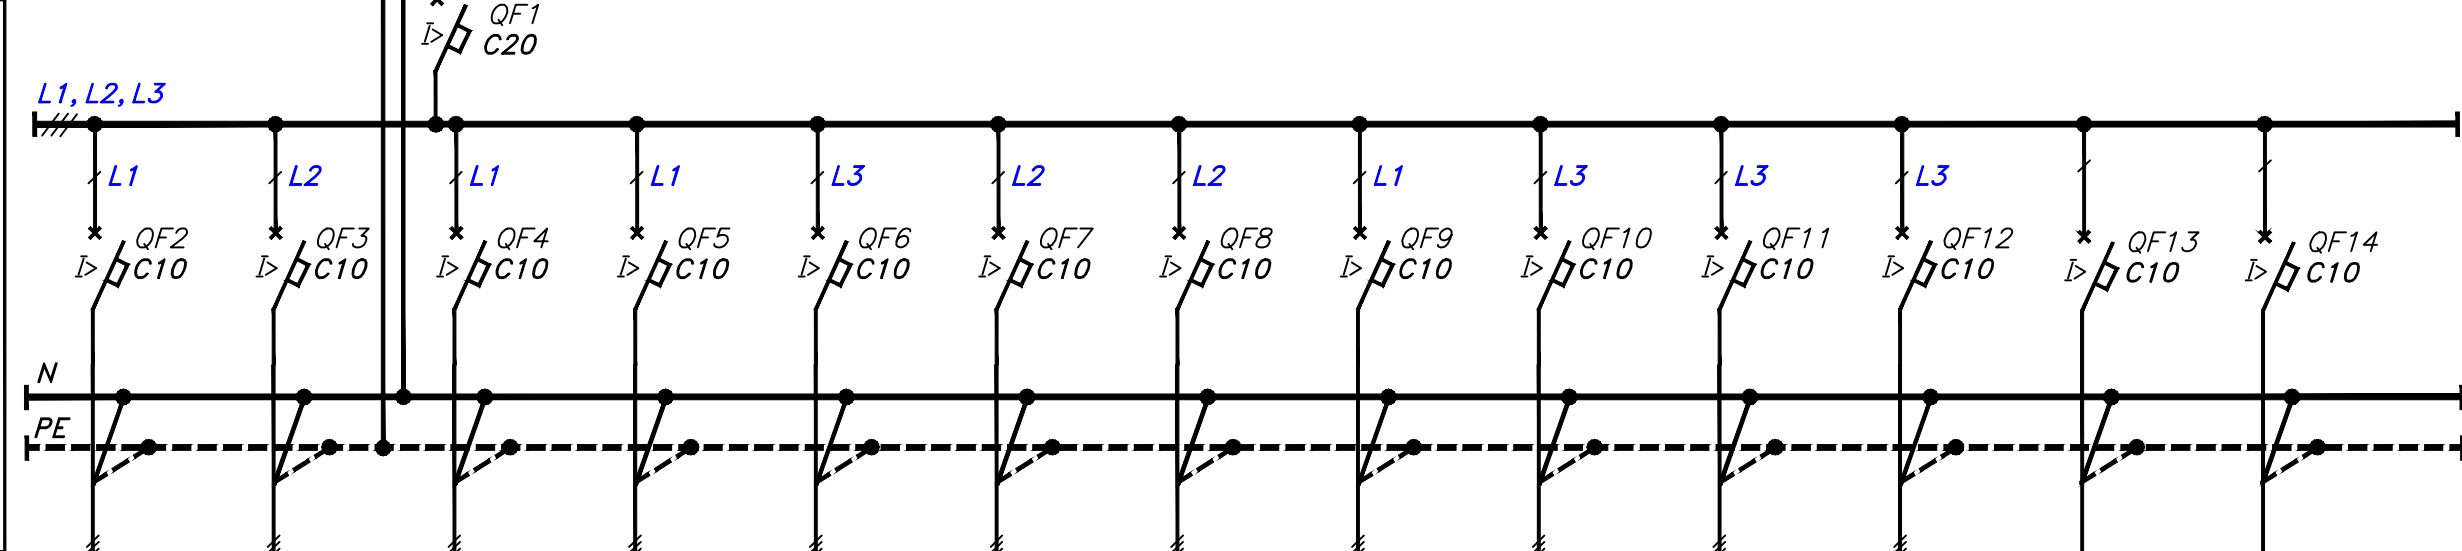 QF1
C20
L1, L2, L3
L1 L2 L1 L1 L3 L2 L2 L1 L3 L3 L3
QF2 QF3 QF4 QF5 QF6 QF7 QF8 QF9 QF10 QF11 QF12 QF13 QF14
I> C10 I> C10 I> C10 I> C10 I> C10 I> C10 I> C10 I> C10 I> C10 I> C10 I> C10 I> C10 I> C10
N
PE